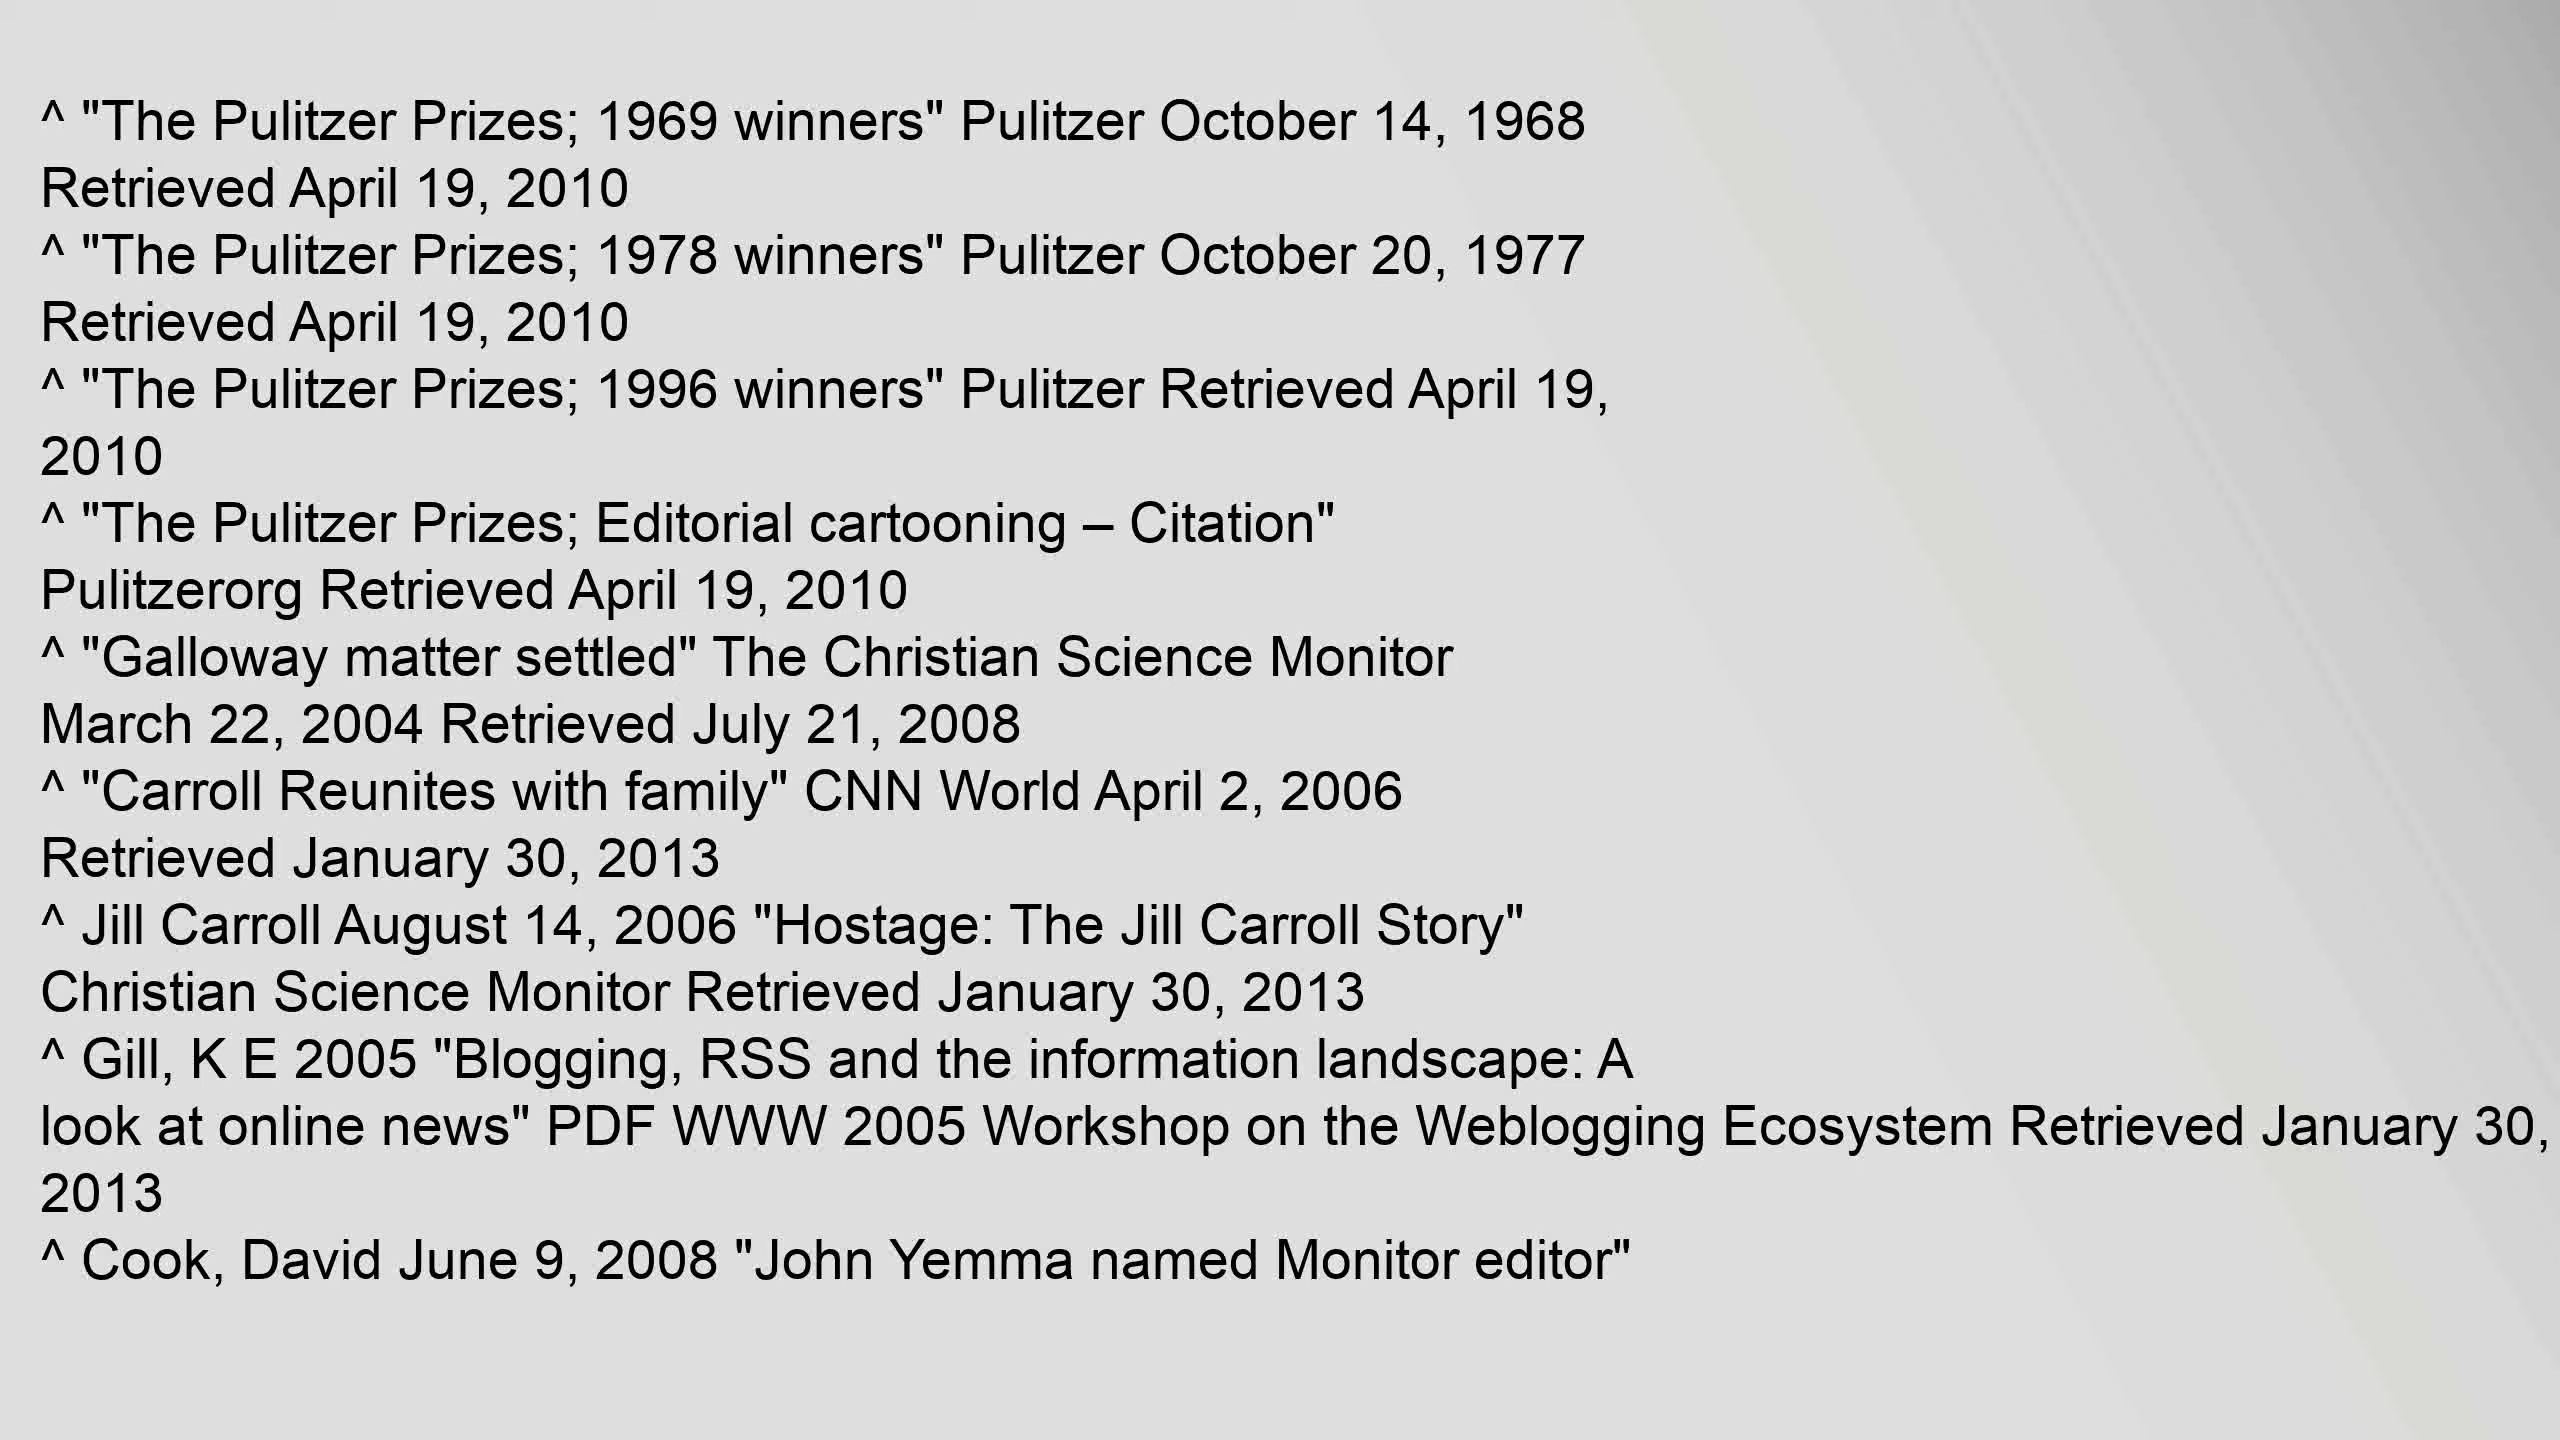 ^ "The Pulitzer Prizes; 1969 winners" Pulitzer October 14, 1968
Retrieved April 19, 2010
^ "The Pulitzer Prizes; 1978 winners" Pulitzer October 20, 1977
Retrieved April 19, 2010
^ "The Pulitzer Prizes; 1996 winners" Pulitzer Retrieved April 19,
2010
^ "The Pulitzer Prizes; Editorial cartooning – Citation"
Pulitzerorg Retrieved April 19, 2010
^ "Galloway matter settled" The Christian Science Monitor
March 22, 2004 Retrieved July 21, 2008
^ "Carroll Reunites with family" CNN World April 2, 2006
Retrieved January 30, 2013
^ Jill Carroll August 14, 2006 "Hostage: The Jill Carroll Story"
Christian Science Monitor Retrieved January 30, 2013
^ Gill, K E 2005 "Blogging, RSS and the information landscape: A
look at online news" PDF WWW 2005 Workshop on the Weblogging Ecosystem Retrieved January 30,
2013
^ Cook, David June 9, 2008 "John Yemma named Monitor editor"